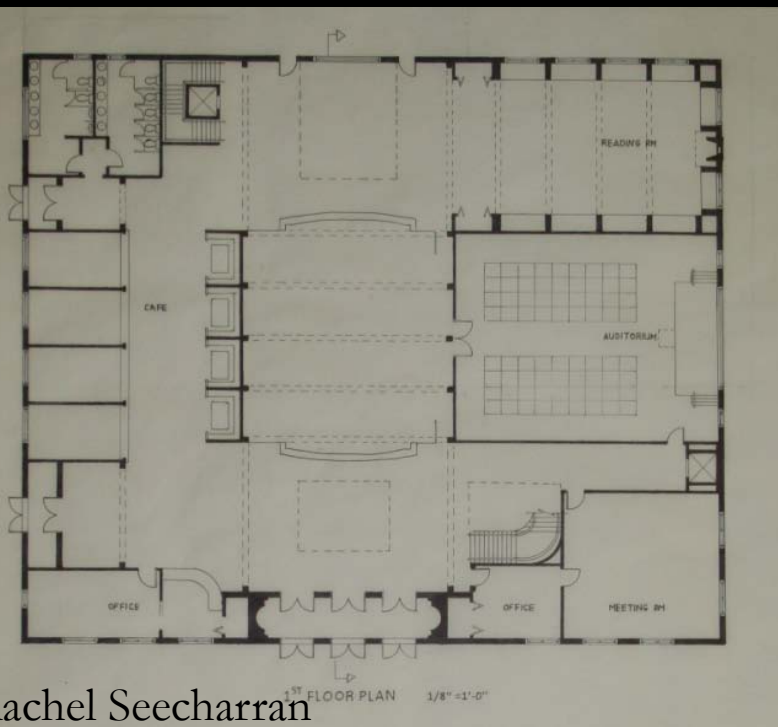 READING RM
CAFE
AUDITORIUM
OFFICE
OFFICE
MEETING RM
1ST FLOOR PLAN 1/8" =1'-0"
achel Seecharran